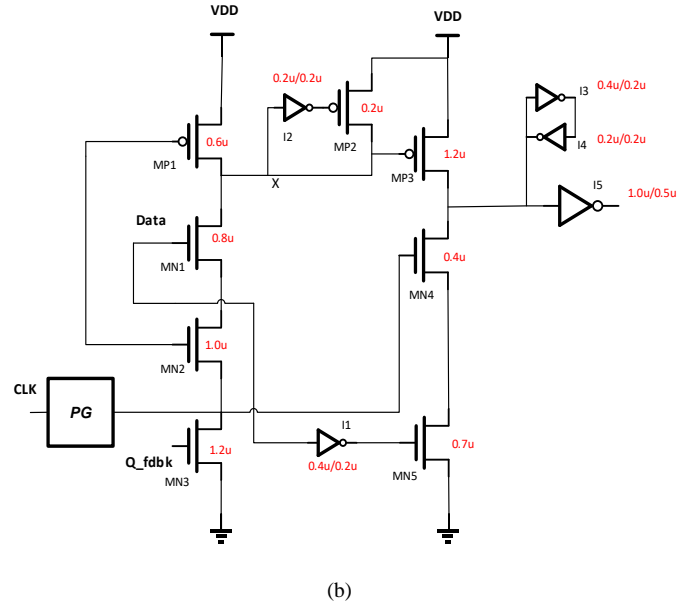 VDD
VDD
0.2u/0.2u
I3
0.4u/0.2u
0.2u
I2
MP2
I4
0.2u/0.2u
0.6u
MP1
1.2u
MP3
X
I5
1.0u/0.5u
Data
0.8u
MN1
0.4u
MN4
1.0u
MN2
CLK
PG
I1
0.7u
Q_fdbk
1.2u
0.4u/0.2u
MN3
MN5
(b)